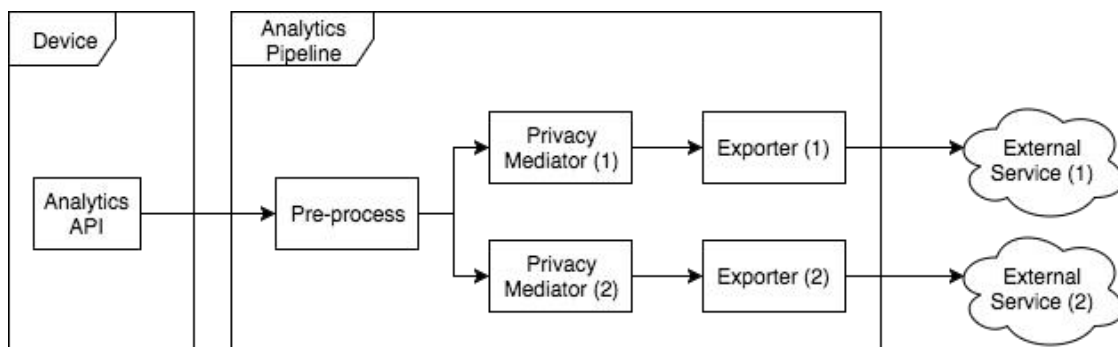 Device
Analytics
Pipeline
Analytics
API
Pre-process
Privacy
Mediator (1)
Exporter (1)
External
Service (1)
Privacy
Mediator (2)
Exporter (2)
External
Service (2)